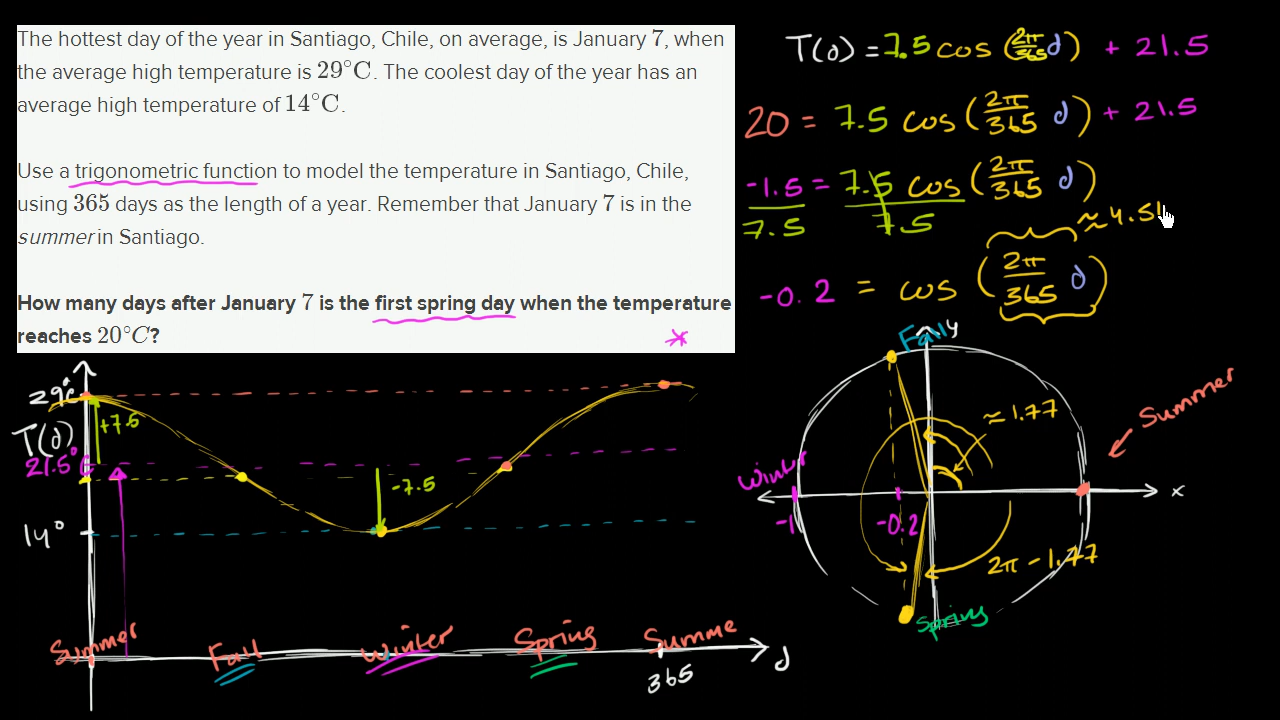 The hottest day of the year in Santiago, Chile, on average, is January 7, when
the average high temperature is 29°C. The coolest day of the year has an
average high temperature of 14°C.
Use a trigonometric function to model the temperature in Santiago, Chile,
using 365 days as the length of a year. Remember that January 7 is in the
summer in Santiago.
How many days after January 7 is the first spring day when the temperature
reaches 20°C?
*
T(d) = 7.5 cos (2π/365 d) + 21.5
20 = 7.5 cos (2π/365 d) + 21.5
-1.5 = 7.5 cos (2π/365 d)
7.5 7.5
≈ 4.51
-0.2 = cos (2π/365 d)
29°C
+7.5
T(d)
21.5°C
-7.5
14°
Summer
Fall
Winter
Spring
Summe
d
365
y
Fall
≈ 1.77
Summer
Winter
x
-1
-0.2
2π - 1.77
Spring